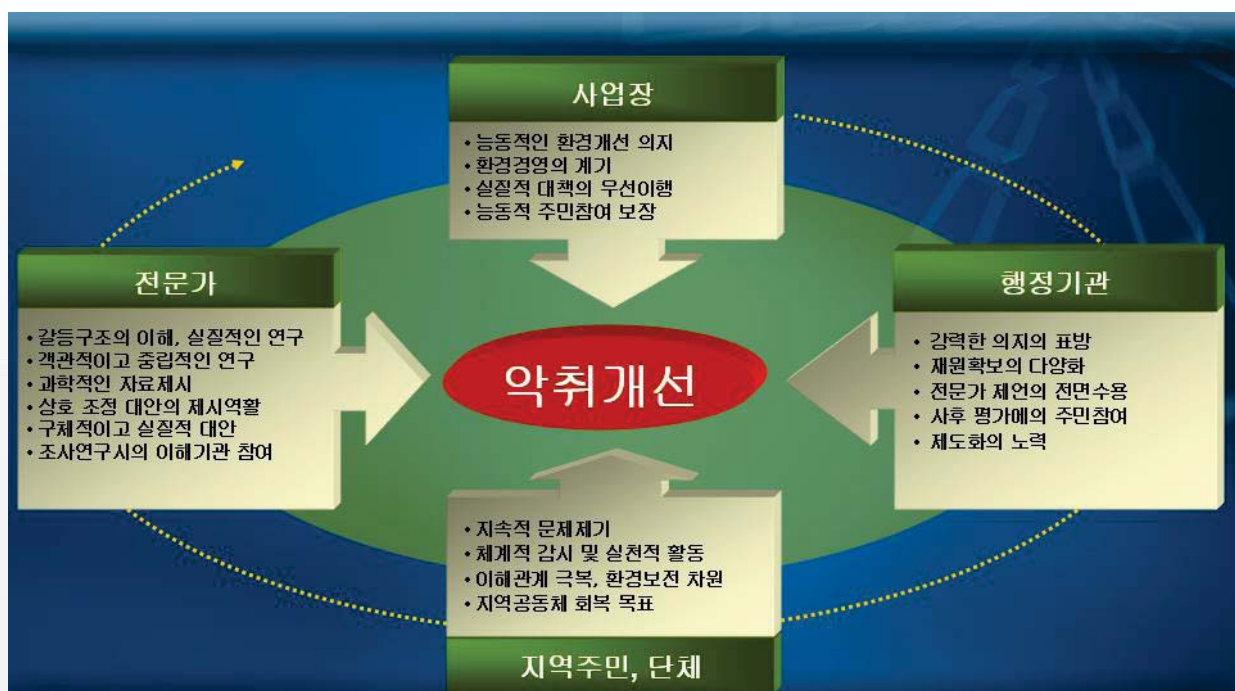 사업장
• 능동적인 환경개선 의지
• 환경경영의 계기
• 실질적 대책의 우선이행
• 능동적 주민참여 보장
전문가
• 갈등구조의 이해, 실질적인 연구
• 객관적이고 중립적인 연구
• 과학적인 자료제시
• 상호 조정 대안의 제시역활
• 구체적이고 실질적 대안
• 조사연구시의 이해기관 참여
악취개선
행정기관
• 강력한 의지의 표방
• 재원확보의 다양화
• 전문가 제언의 전면수용
• 사후 평가에의 주민참여
• 제도화의 노력
• 지속적 문제제기
• 체계적 감시 및 실천적 활동
• 이해관계 극복, 환경보전 차원
• 지역공동체 회복 목표
지역주민, 단체